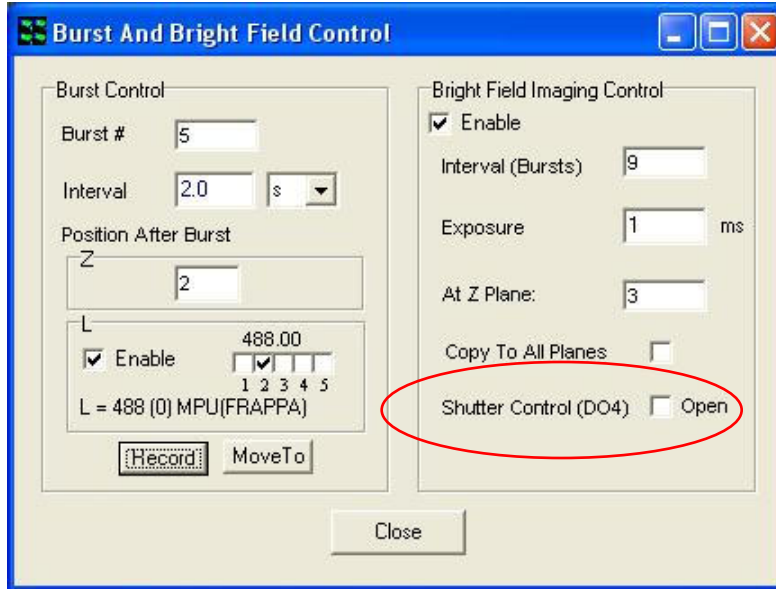 Burst And Bright Field Control
Burst Control
Burst # 5
Interval 2.0 s
Position After Burst
Z
2
L
488.00
Enable
1 2 3 4 5
L = 488 (0) MPU(FRAPPA)
Record MoveTo
Bright Field Imaging Control
Enable
Interval (Bursts) 9
Exposure 1 ms
At Z Plane: 3
Copy To All Planes
Shutter Control (DO4) Open
Close